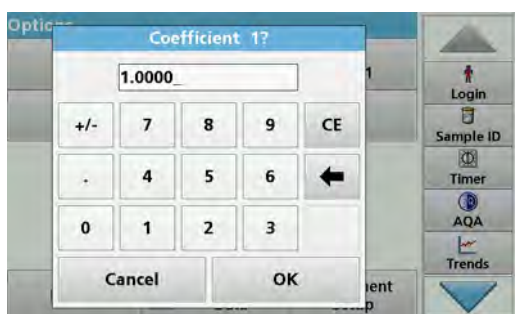 Optio
Coefficient 1?
1.0000_
1
+/- 7 8 9 CE
. 4 5 6
0 1 2 3
Cancel OK
Login
Sample ID
Timer
AQA
Trends